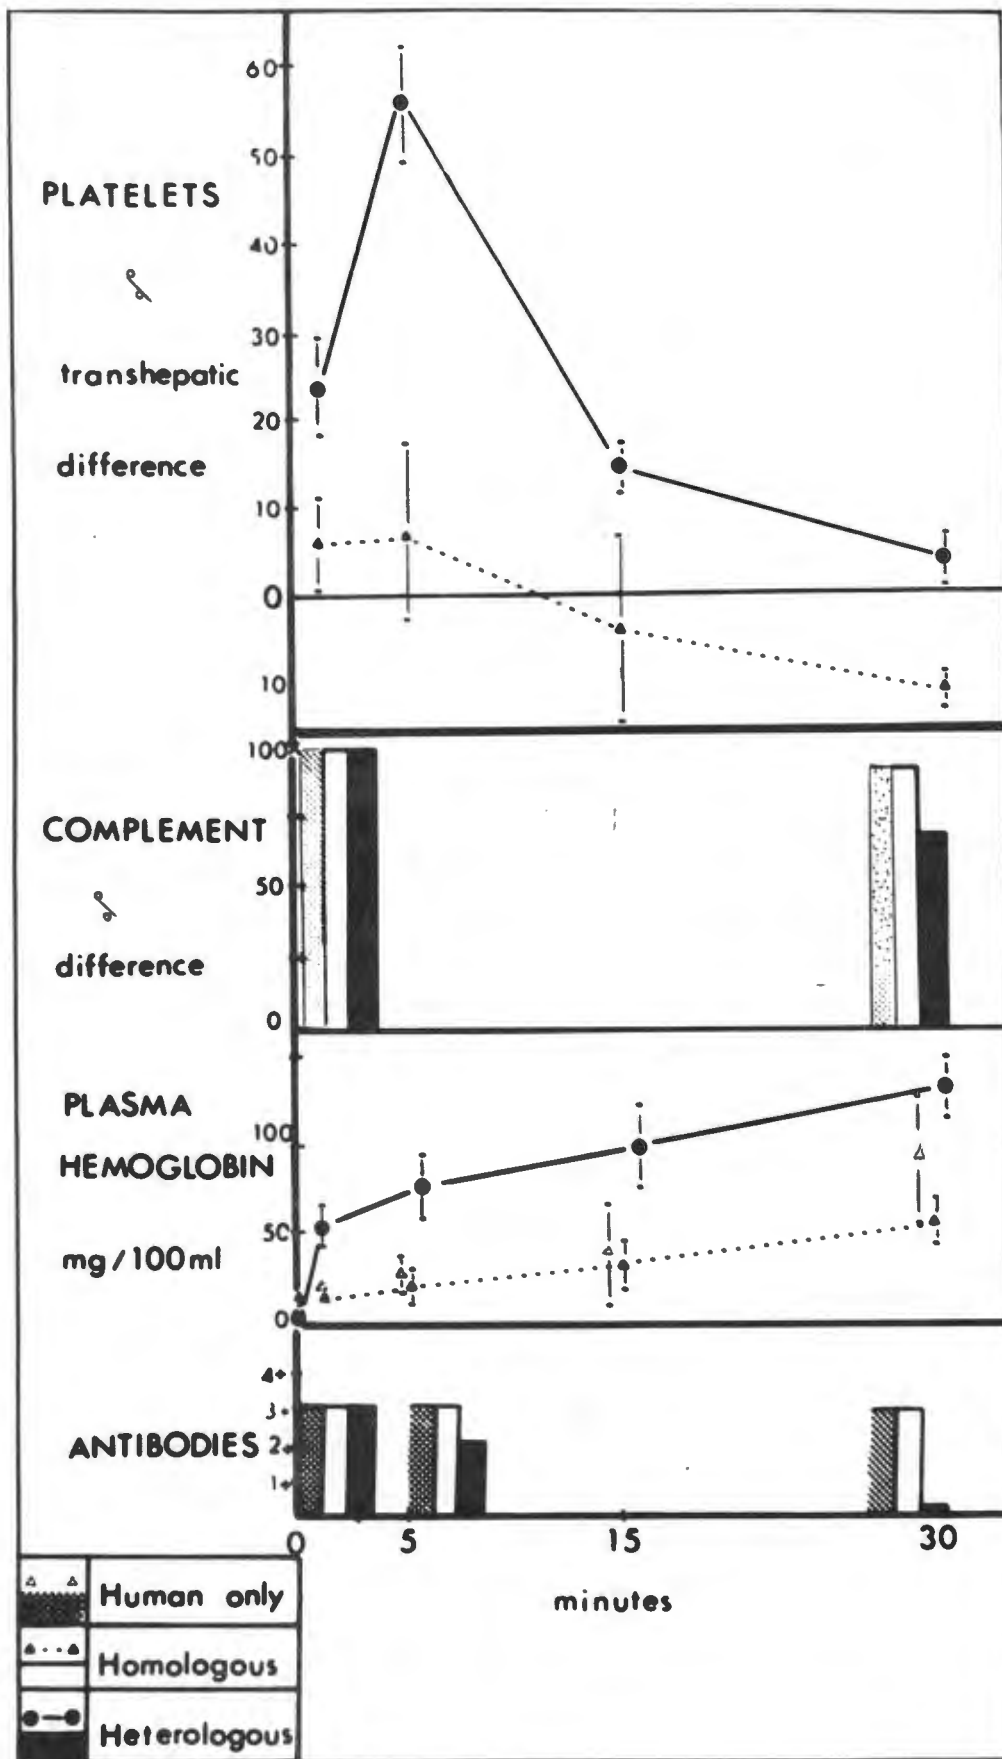 60
50
PLATELETS
40
%
30
transhepatic
20
difference
10
0
10
100
COMPLEMENT
50
%
difference
0
PLASMA
100
HEMOGLOBIN
50
mg/100ml
0
4+
3+
ANTIBODIES 2+
1+
0 5 15 30
minutes
Human only
Homologous
Heterologous